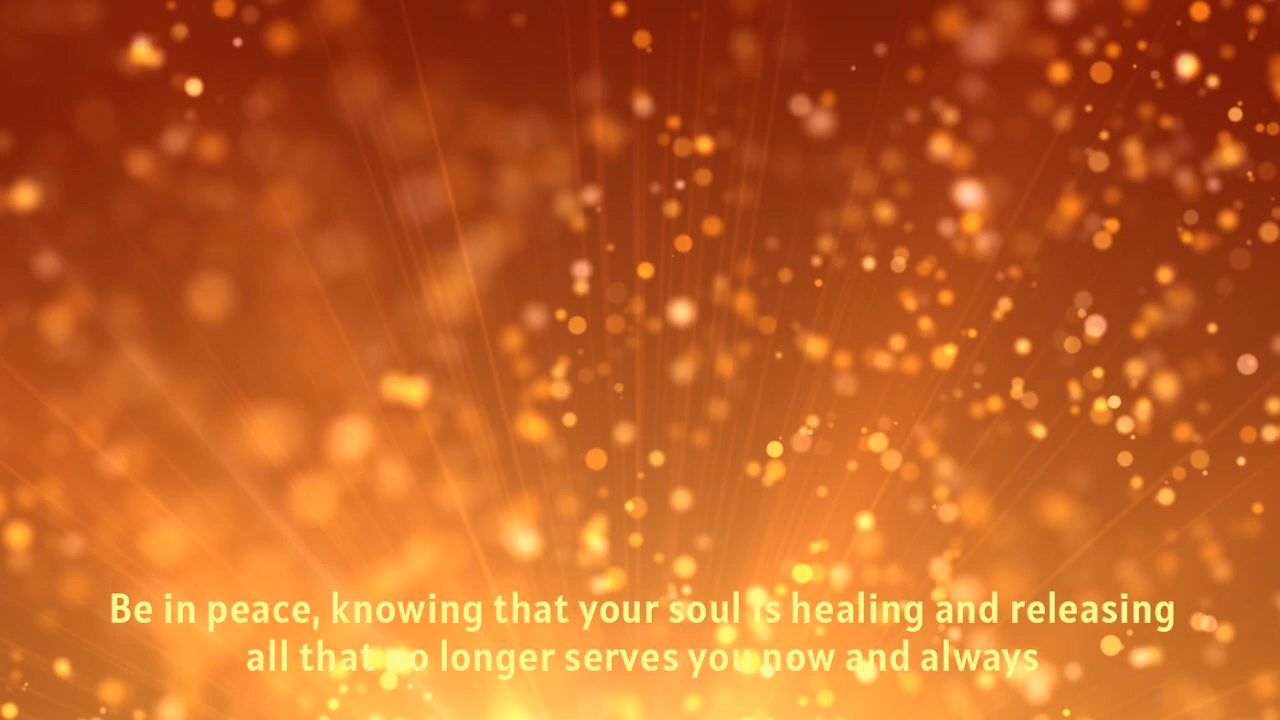 Be in peace, knowing that your soul is healing and releasing
all that no longer serves you now and always